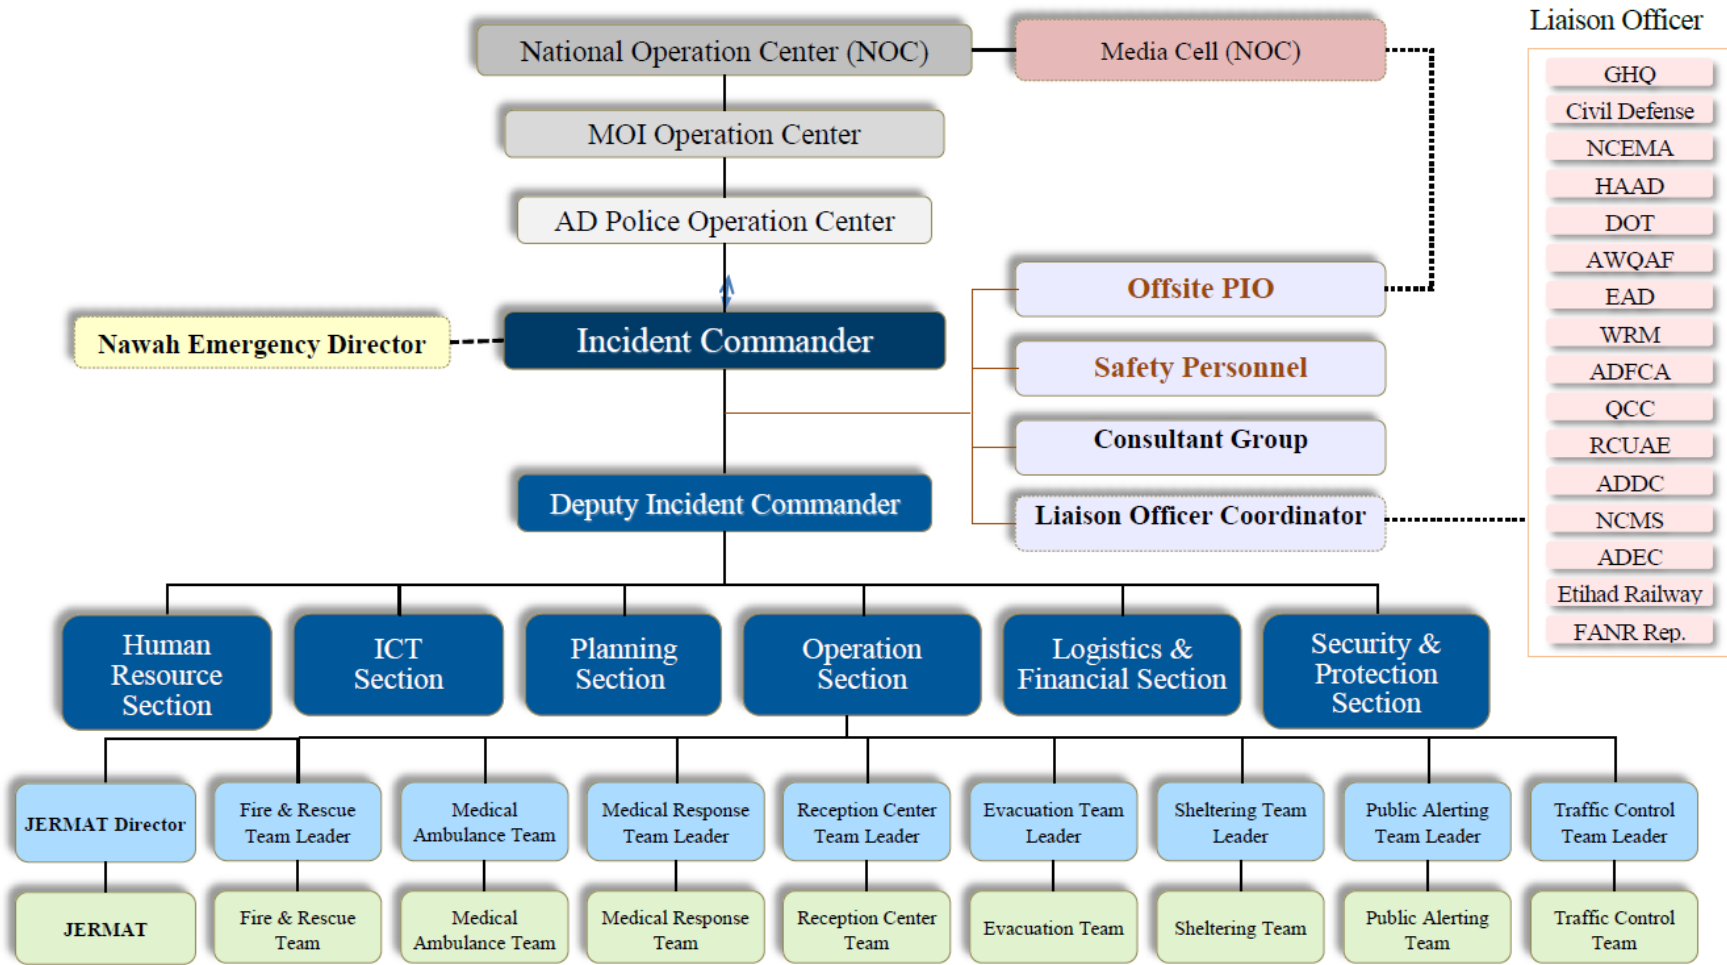 National Operation Center (NOC)
Media Cell (NOC)
MOI Operation Center
AD Police Operation Center
Nawah Emergency Director
Incident Commander
Offsite PIO
Safety Personnel
Consultant Group
Liaison Officer Coordinator
Deputy Incident Commander
Liaison Officer
GHQ
Civil Defense
NCEMA
HAAD
DOT
AWQAF
EAD
WRM
ADFCA
QCC
RCUAE
ADDC
NCMS
ADEC
Etihad Railway
FANR Rep.
Human
Resource
Section
ICT
Section
Planning
Section
Operation
Section
Logistics &
Financial Section
Security &
Protection
Section
JERMAT Director
Fire & Rescue
Team Leader
Medical
Ambulance Team
Medical Response
Team Leader
Reception Center
Team Leader
Evacuation Team
Leader
Sheltering Team
Leader
Public Alerting
Team Leader
Traffic Control
Team Leader
JERMAT
Fire & Rescue
Team
Medical
Ambulance Team
Medical Response
Team
Reception Center
Team
Evacuation Team
Sheltering Team
Public Alerting
Team
Traffic Control
Team